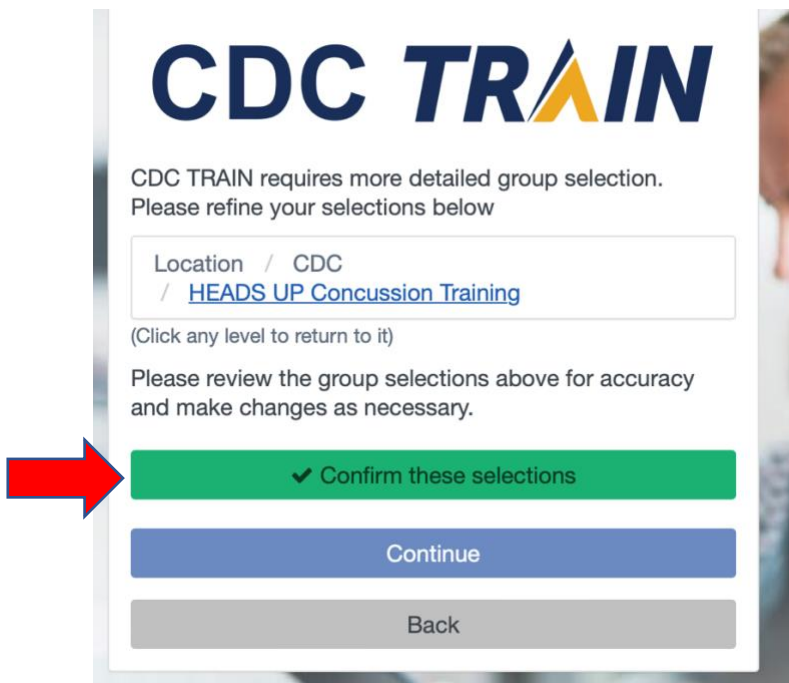 CDC TRAIN
CDC TRAIN requires more detailed group selection.
Please refine your selections below
Location / CDC
/ HEADS UP Concussion Training
(Click any level to return to it)
Please review the group selections above for accuracy
and make changes as necessary.
✔ Confirm these selections
Continue
Back